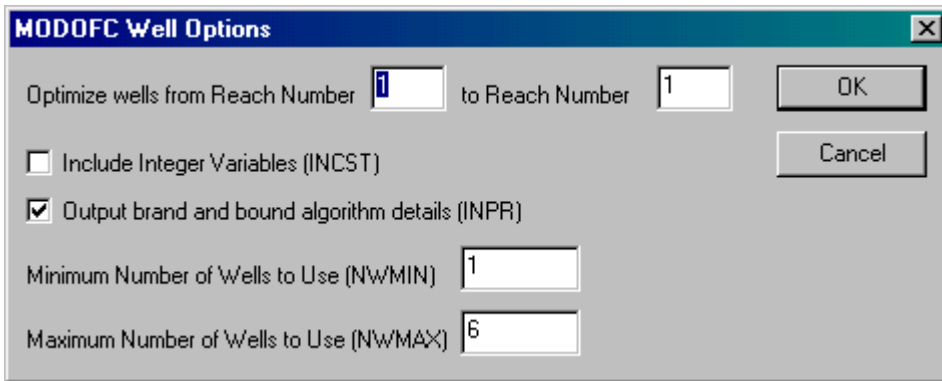 MODOFC Well Options
Optimize wells from Reach Number 1 to Reach Number 1 OK
Include Integer Variables (INCST) Cancel
Output brand and bound algorithm details (INPR)
Minimum Number of Wells to Use (NWMIN) 1
Maximum Number of Wells to Use (NWMAX) 6